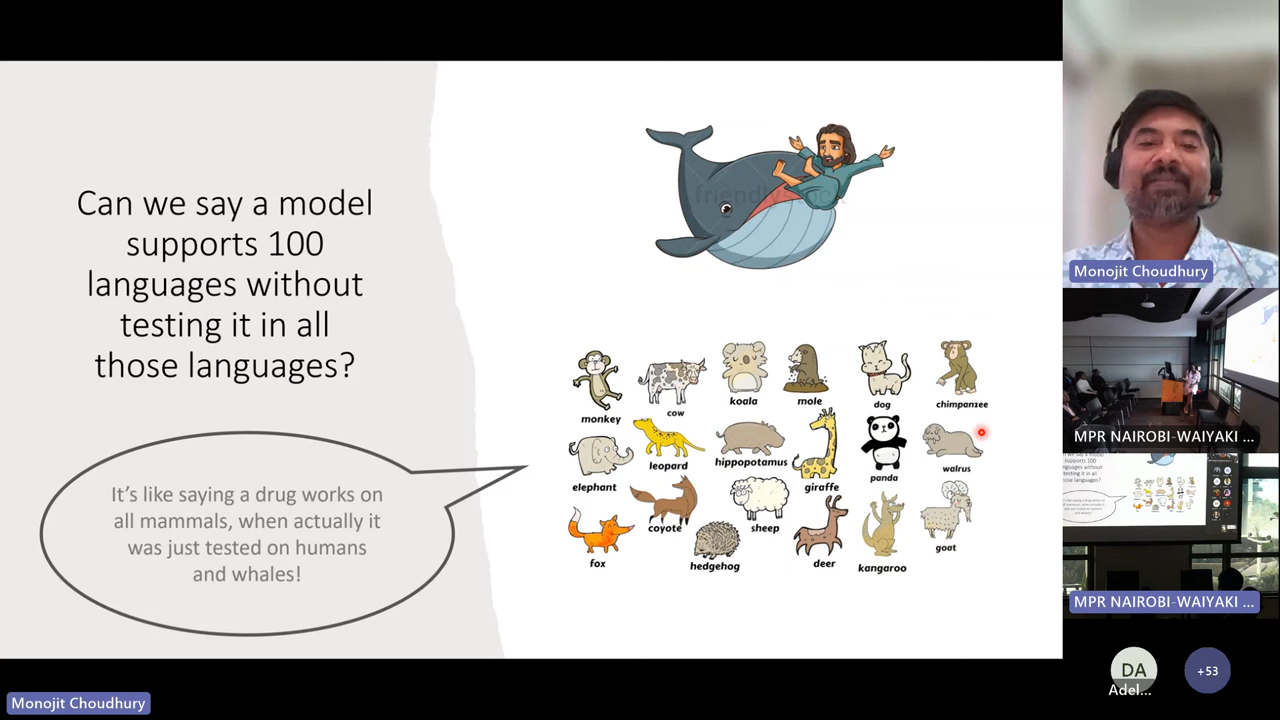 Can we say a model
supports 100
languages without
testing it in all
those languages?
It's like saying a drug works on
all mammals, when actually it
was just tested on humans
and whales!
monkey
cow
koala
mole
dog
chimpanzee
elephant
leopard
hippopotamus
giraffe
panda
walrus
fox
coyote
hedgehog
sheep
deer
kangaroo
goat
Monojit Choudhury
MPR NAIROBI-WAIYAKI ...
MPR NAIROBI-WAIYAKI ...
DA
Adel...
+53
Monojit Choudhury